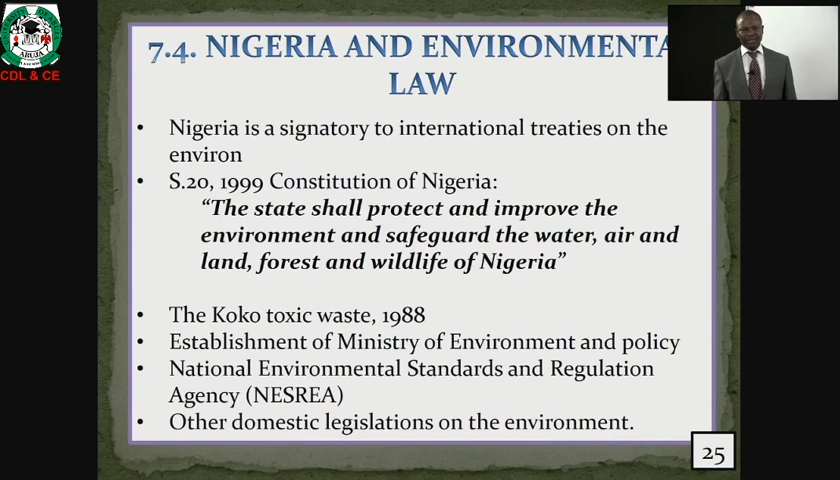 ABUJA
CDL & CE
7.4. NIGERIA AND ENVIRONMENTA
LAW
• Nigeria is a signatory to international treaties on the
environ
• S.20, 1999 Constitution of Nigeria:
“The state shall protect and improve the
environment and safeguard the water, air and
land, forest and wildlife of Nigeria”
• The Koko toxic waste, 1988
• Establishment of Ministry of Environment and policy
• National Environmental Standards and Regulation
Agency (NESREA)
• Other domestic legislations on the environment.
25